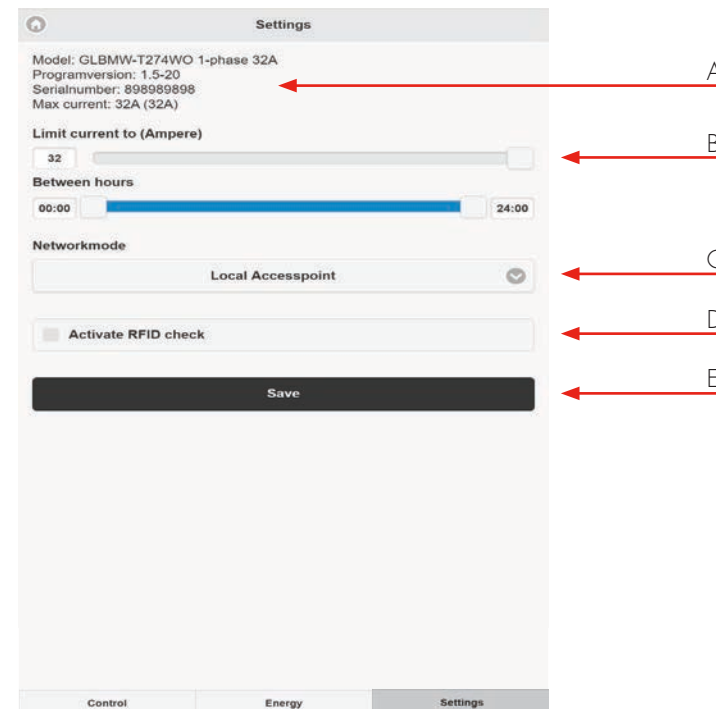 Settings
Model: GLBMW-T274WO 1-phase 32A
Programversion: 1.5-20
Serialnumber: 898989898
Max current: 32A (32A)
A
Limit current to (Ampere)
B
32
Between hours
00:00 24:00
Networkmode
C
Local Accesspoint
D
Activate RFID check
E
Save
Control Energy Settings